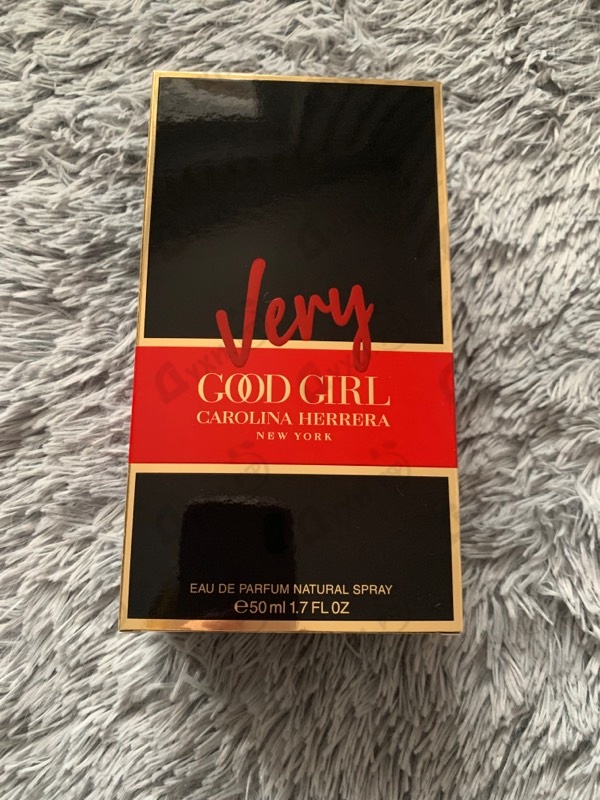 Very
GOOD GIRL
CAROLINA HERRERA
NEW YORK
EAU DE PARFUM NATURAL SPRAY
℮50 ml 1.7 FL OZ